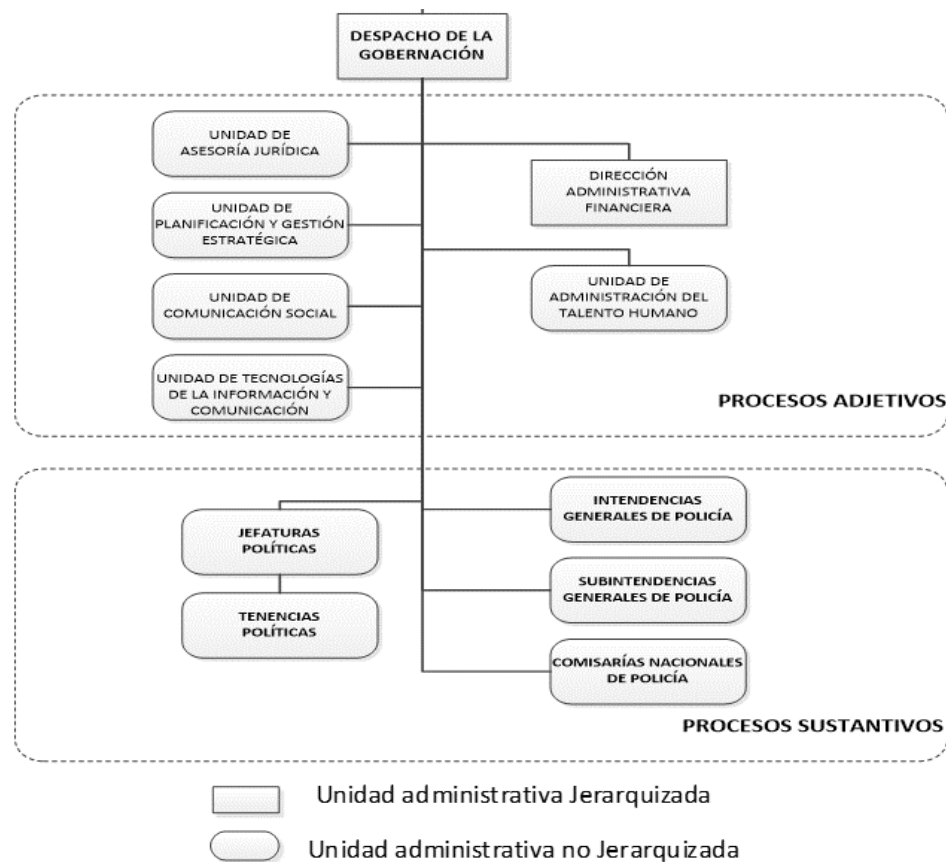 DESPACHO DE LA
GOBERNACIÓN
UNIDAD DE
ASESORÍA JURÍDICA
DIRECCIÓN
ADMINISTRATIVA
FINANCIERA
UNIDAD DE
PLANIFICACIÓN Y GESTIÓN
ESTRATÉGICA
UNIDAD DE
ADMINISTRACIÓN DEL
TALENTO HUMANO
UNIDAD DE
COMUNICACIÓN SOCIAL
UNIDAD DE TECNOLOGÍAS
DE LA INFORMACIÓN Y
COMUNICACIÓN
PROCESOS ADJETIVOS
JEFATURAS
POLÍTICAS
TENENCIAS
POLÍTICAS
INTENDENCIAS
GENERALES DE POLICÍA
SUBINTENDENCIAS
GENERALES DE POLICÍA
COMISARÍAS NACIONALES
DE POLICÍA
PROCESOS SUSTANTIVOS
Unidad administrativa Jerarquizada
Unidad administrativa no Jerarquizada